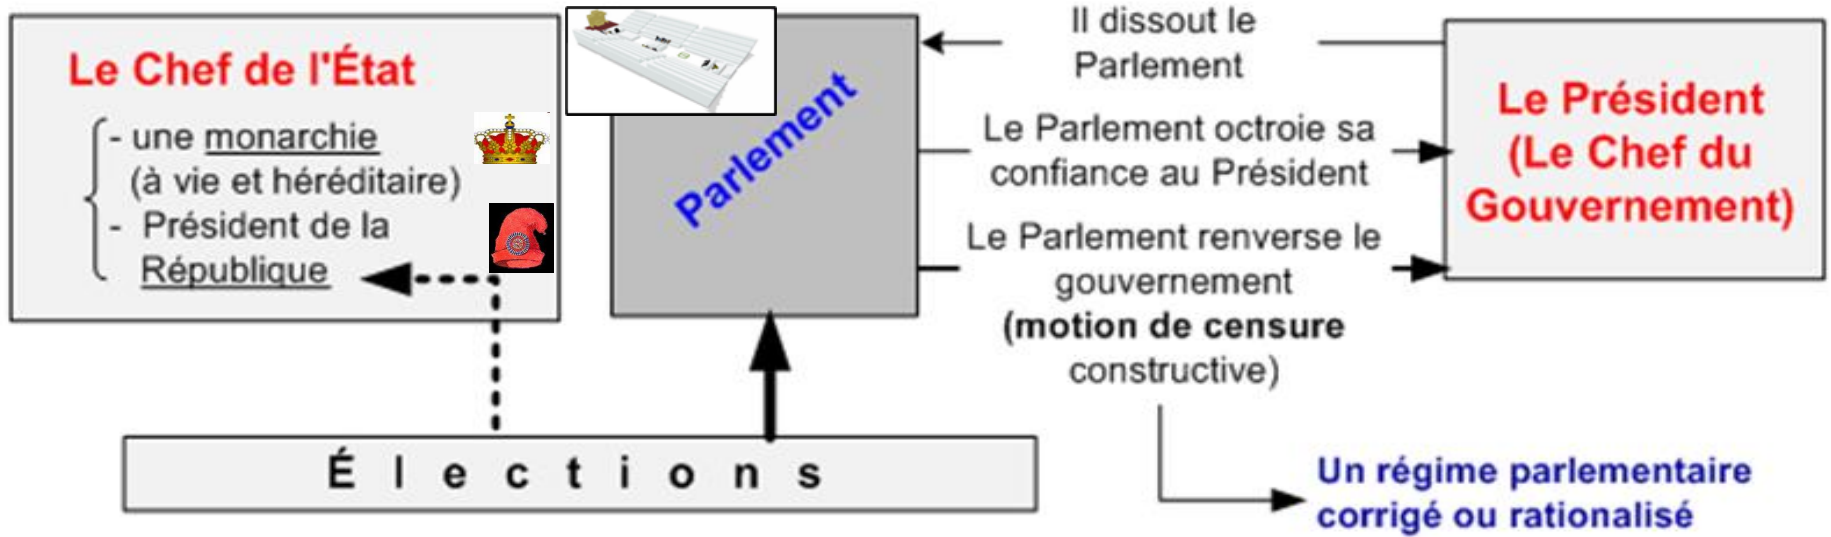 Le Chef de l'État
- une monarchie
(à vie et héréditaire)
- Président de la
République
Parlement
Il dissout le
Parlement
Le Parlement octroie sa
confiance au Président
Le Parlement renverse le
gouvernement
(motion de censure
constructive)
Le Président
(Le Chef du
Gouvernement)
Élections
Un régime parlementaire
corrigé ou rationalisé